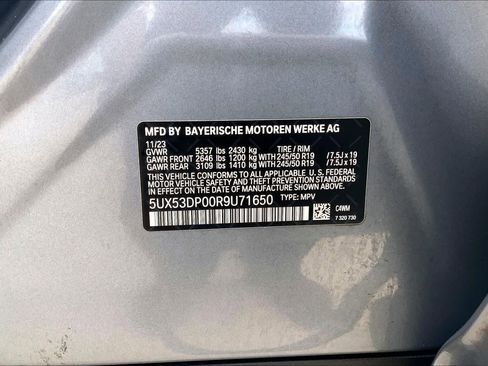 MFD BY BAYERISCHE MOTOREN WERKE AG
11/23
GVWR 5357 lbs 2430 kg TIRE / RIM
GAWR FRONT 2646 lbs 1200 kg WITH 245/50 R19 / 7.5J x 19
GAWR REAR 3109 lbs 1410 kg WITH 245/50 R19 / 7.5J x 19
THIS VEHICLE CONFORMS TO ALL APPLICABLE U. S. FEDERAL
MOTOR VEHICLE SAFETY, BUMPER AND THEFT PREVENTION
STANDARDS IN EFFECT ON THE DATE OF MANUFACTURE SHOWN ABOVE.
5UX53DP00R9U71650 TYPE: MPV
C4WM
7 320 730